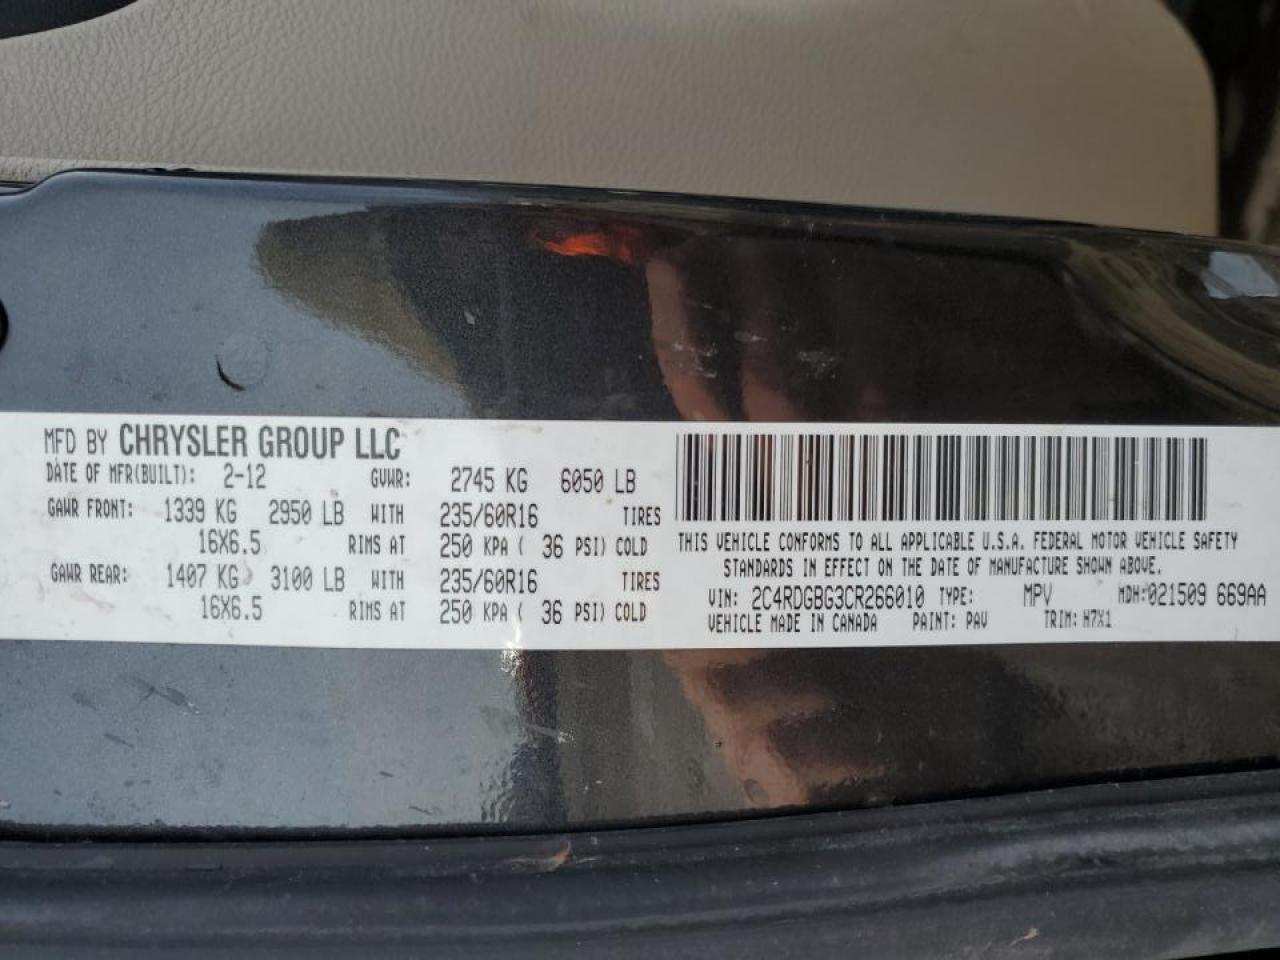 MFD BY CHRYSLER GROUP LLC
DATE OF MFR(BUILT): 2-12 GVWR: 2745 KG 6050 LB
GAWR FRONT: 1339 KG 2950 LB WITH 235/60R16 TIRES
16X6.5 RIMS AT 250 KPA ( 36 PSI) COLD
GAWR REAR: 1407 KG 3100 LB WITH 235/60R16 TIRES
16X6.5 RIMS AT 250 KPA ( 36 PSI) COLD
THIS VEHICLE CONFORMS TO ALL APPLICABLE U.S.A. FEDERAL MOTOR VEHICLE SAFETY
STANDARDS IN EFFECT ON THE DATE OF MANUFACTURE SHOWN ABOVE.
VIN: 2C4RDGBG3CR266010 TYPE: MPV MDH:021509 669AA
VEHICLE MADE IN CANADA PAINT: PAV TRIM: H7X1